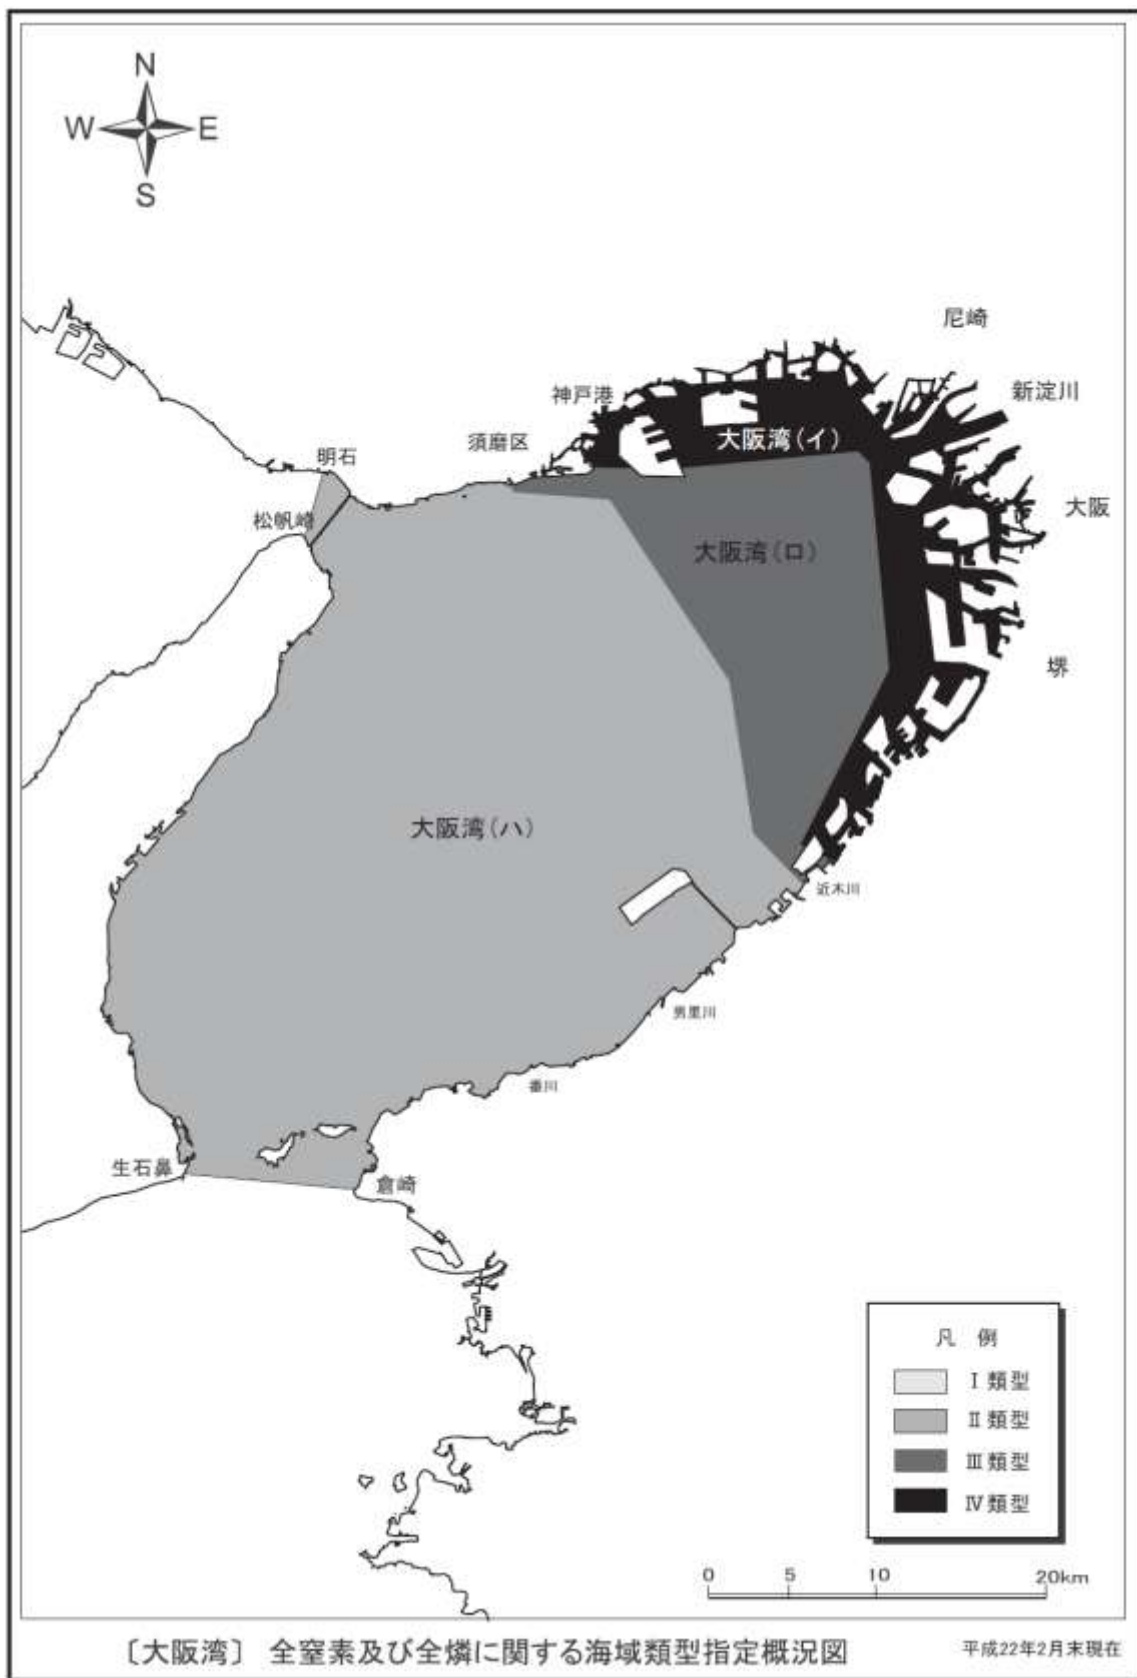 N
W E
S
尼崎
新淀川
神戸港
大阪湾(イ)
須磨区
明石
大阪
松帆崎
大阪湾(ロ)
堺
大阪湾(ハ)
近木川
男里川
番川
生石鼻
倉崎
凡 例
Ⅰ類型
Ⅱ類型
Ⅲ類型
Ⅳ類型
0 5 10 20km
〔大阪湾〕 全窒素及び全燐に関する海域類型指定概況図
平成22年2月末現在